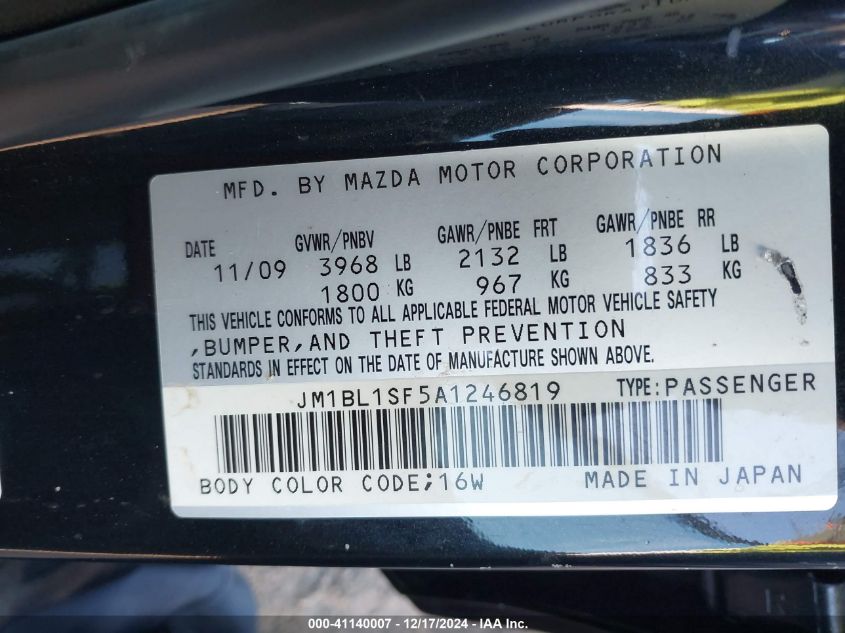 MFD. BY MAZDA MOTOR CORPORATION
DATE GVWR/PNBV GAWR/PNBE FRT GAWR/PNBE RR
11/09 3968 LB 2132 LB 1836 LB
1800 KG 967 KG 833 KG
THIS VEHICLE CONFORMS TO ALL APPLICABLE FEDERAL MOTOR VEHICLE SAFETY
,BUMPER,AND THEFT PREVENTION
STANDARDS IN EFFECT ON THE DATE OF MANUFACTURE SHOWN ABOVE.
JM1BL1SF5A1246819 TYPE:PASSENGER
BODY COLOR CODE;16W MADE IN JAPAN
000-41140007 - 12/17/2024 - IAA Inc.